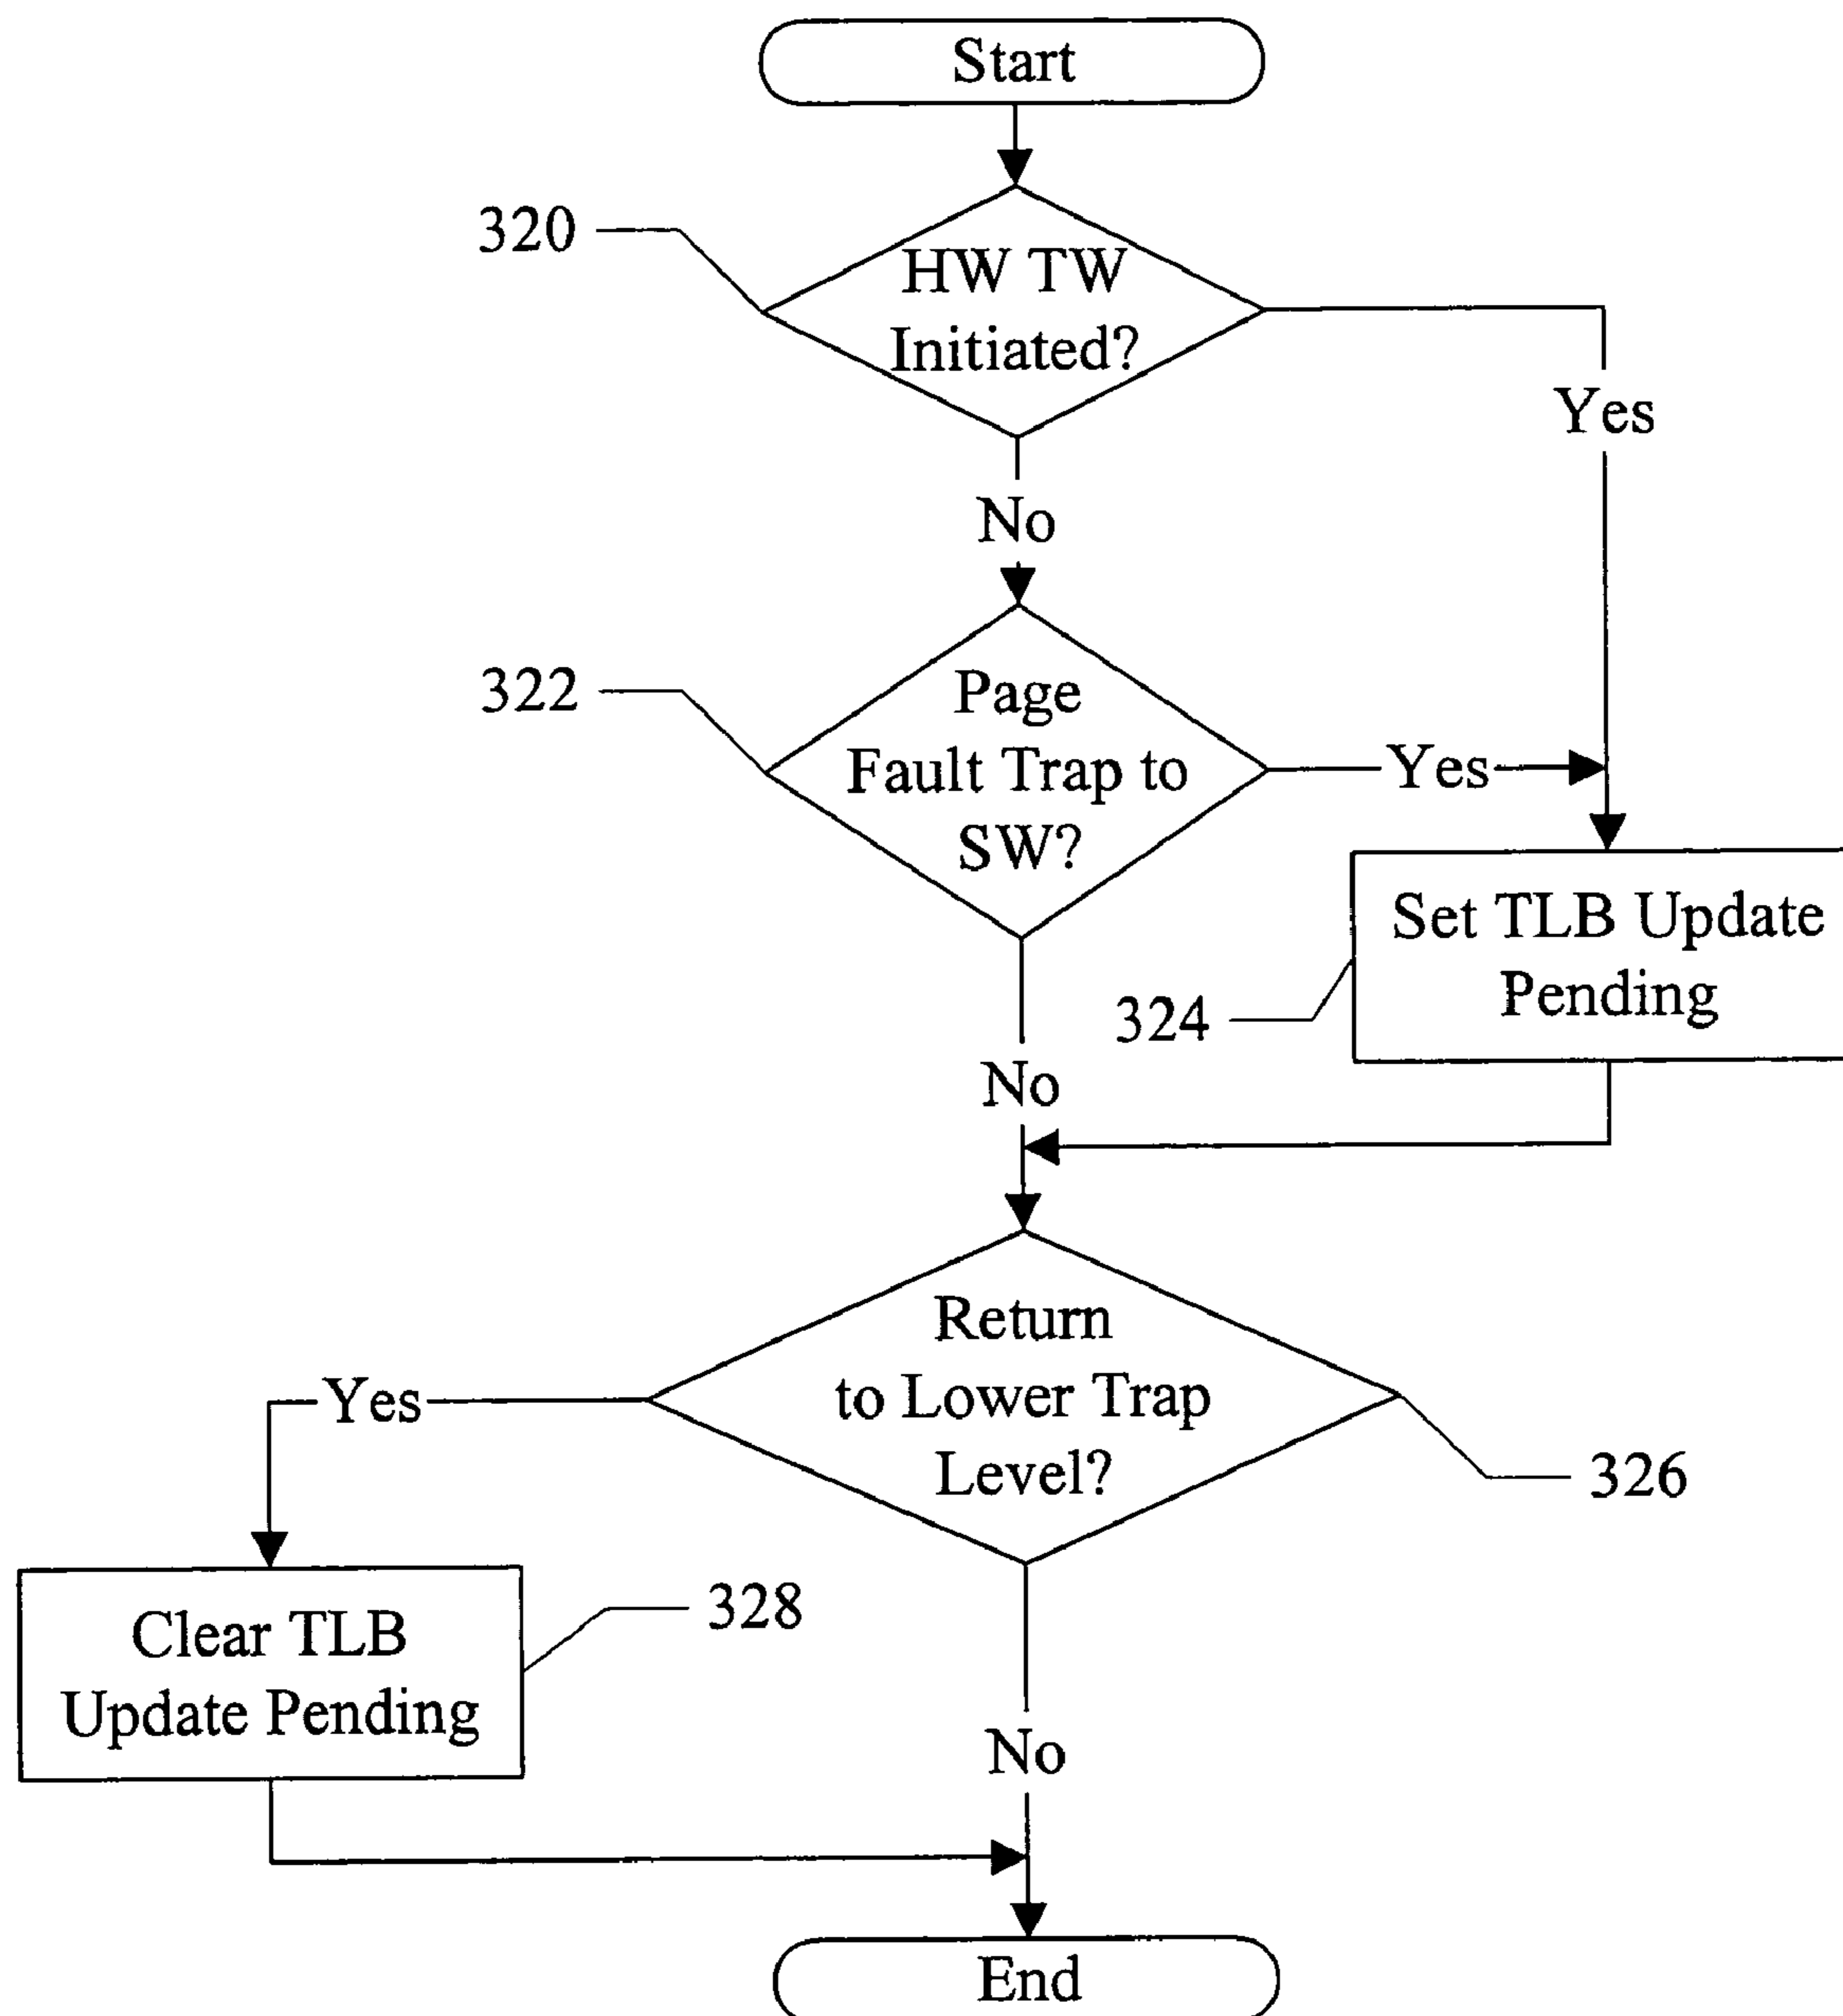 Start
320
HW TW
Initiated?
Yes
No
322
Page
Fault Trap to
SW?
Yes
Set TLB Update
Pending
324
No
Return
to Lower Trap
Level?
Yes
326
Clear TLB
Update Pending
328
No
End